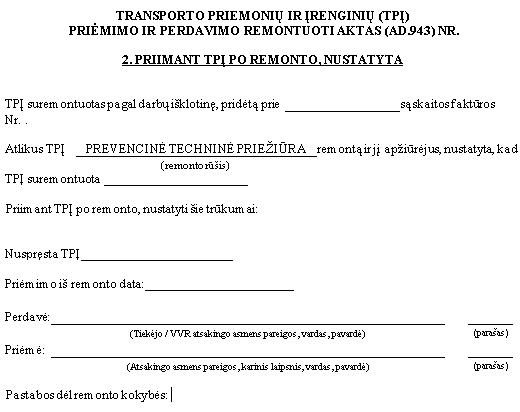 TRANSPORTO PRIEMONIŲ IR ĮRENGINIŲ (TPĮ)
PRIĖMIMO IR PERDAVIMO REMONTUOTI AKTAS (AD.943) NR.
2. PRIIMANT TPĮ PO REMONTO, NUSTATYTA
TPĮ suremontuotas pagal darbų išklotinę, pridėtą prie ____________________ sąskaitos faktūros
Nr. .
Atlikus TPĮ PREVENCINĖ TECHNINĖ PRIEŽIŪRA remontą ir jį apžiūrėjus, nustatyta, kad
(remonto rūšis)
TPĮ suremontuota ________________________
Priimant TPĮ po remonto, nustatyti šie trūkumai:
Nuspręsta TPĮ_________________________
Priėmimo iš remonto data:_________________________
Perdavė:
(Tiekėjo / VVR atsakingo asmens pareigos, vardas, pavardė) (parašas)
Priėmė:
(Atsakingo asmens pareigos, karinis laipsnis, vardas, pavardė) (parašas)
Pastabos dėl remonto kokybės: